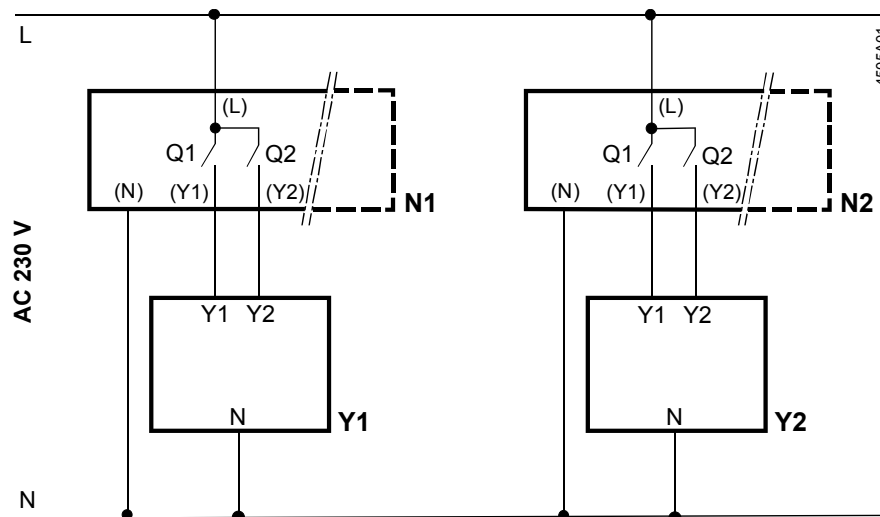 L
(L) (L)
Q1 Q2 Q1 Q2
(N) (Y1) (Y2) N1 (N) (Y1) (Y2) N2
AC 230 V
Y1 Y2 Y1 Y2
N Y1 N Y2
N